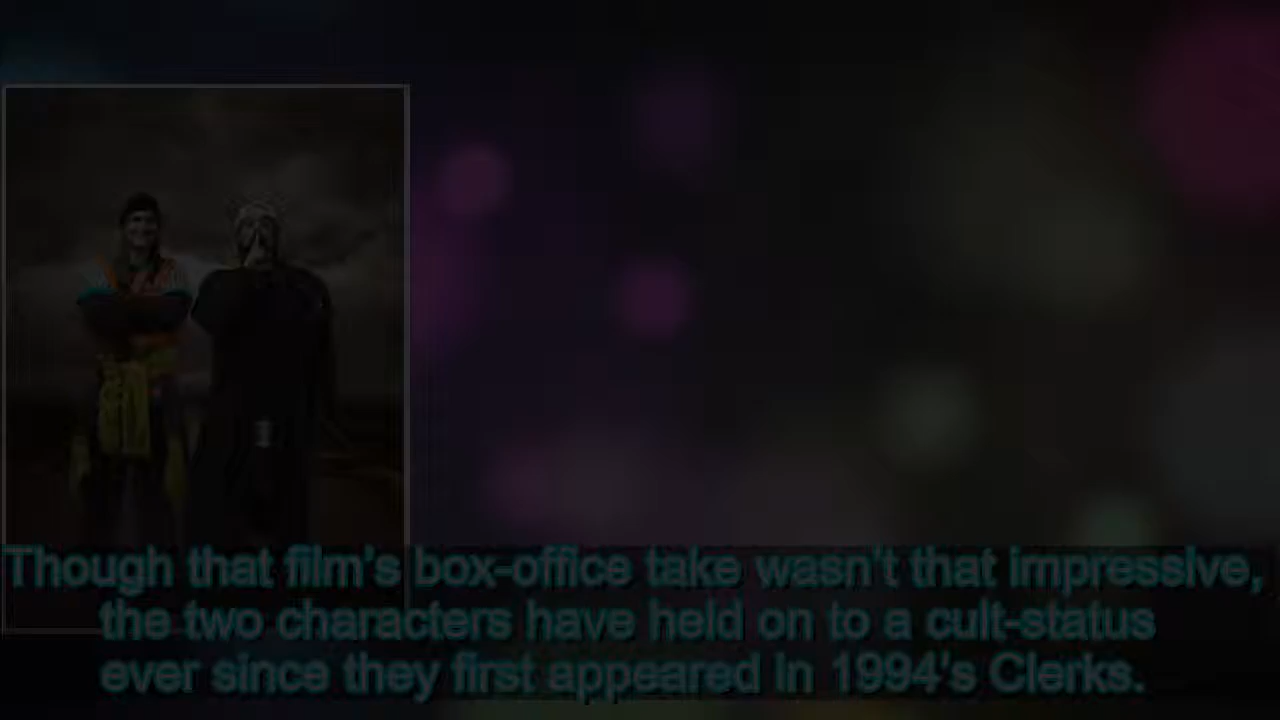 Though that film's box-office take wasn't that impressive,
the two characters have held on to a cult-status
ever since they first appeared in 1994's Clerks.